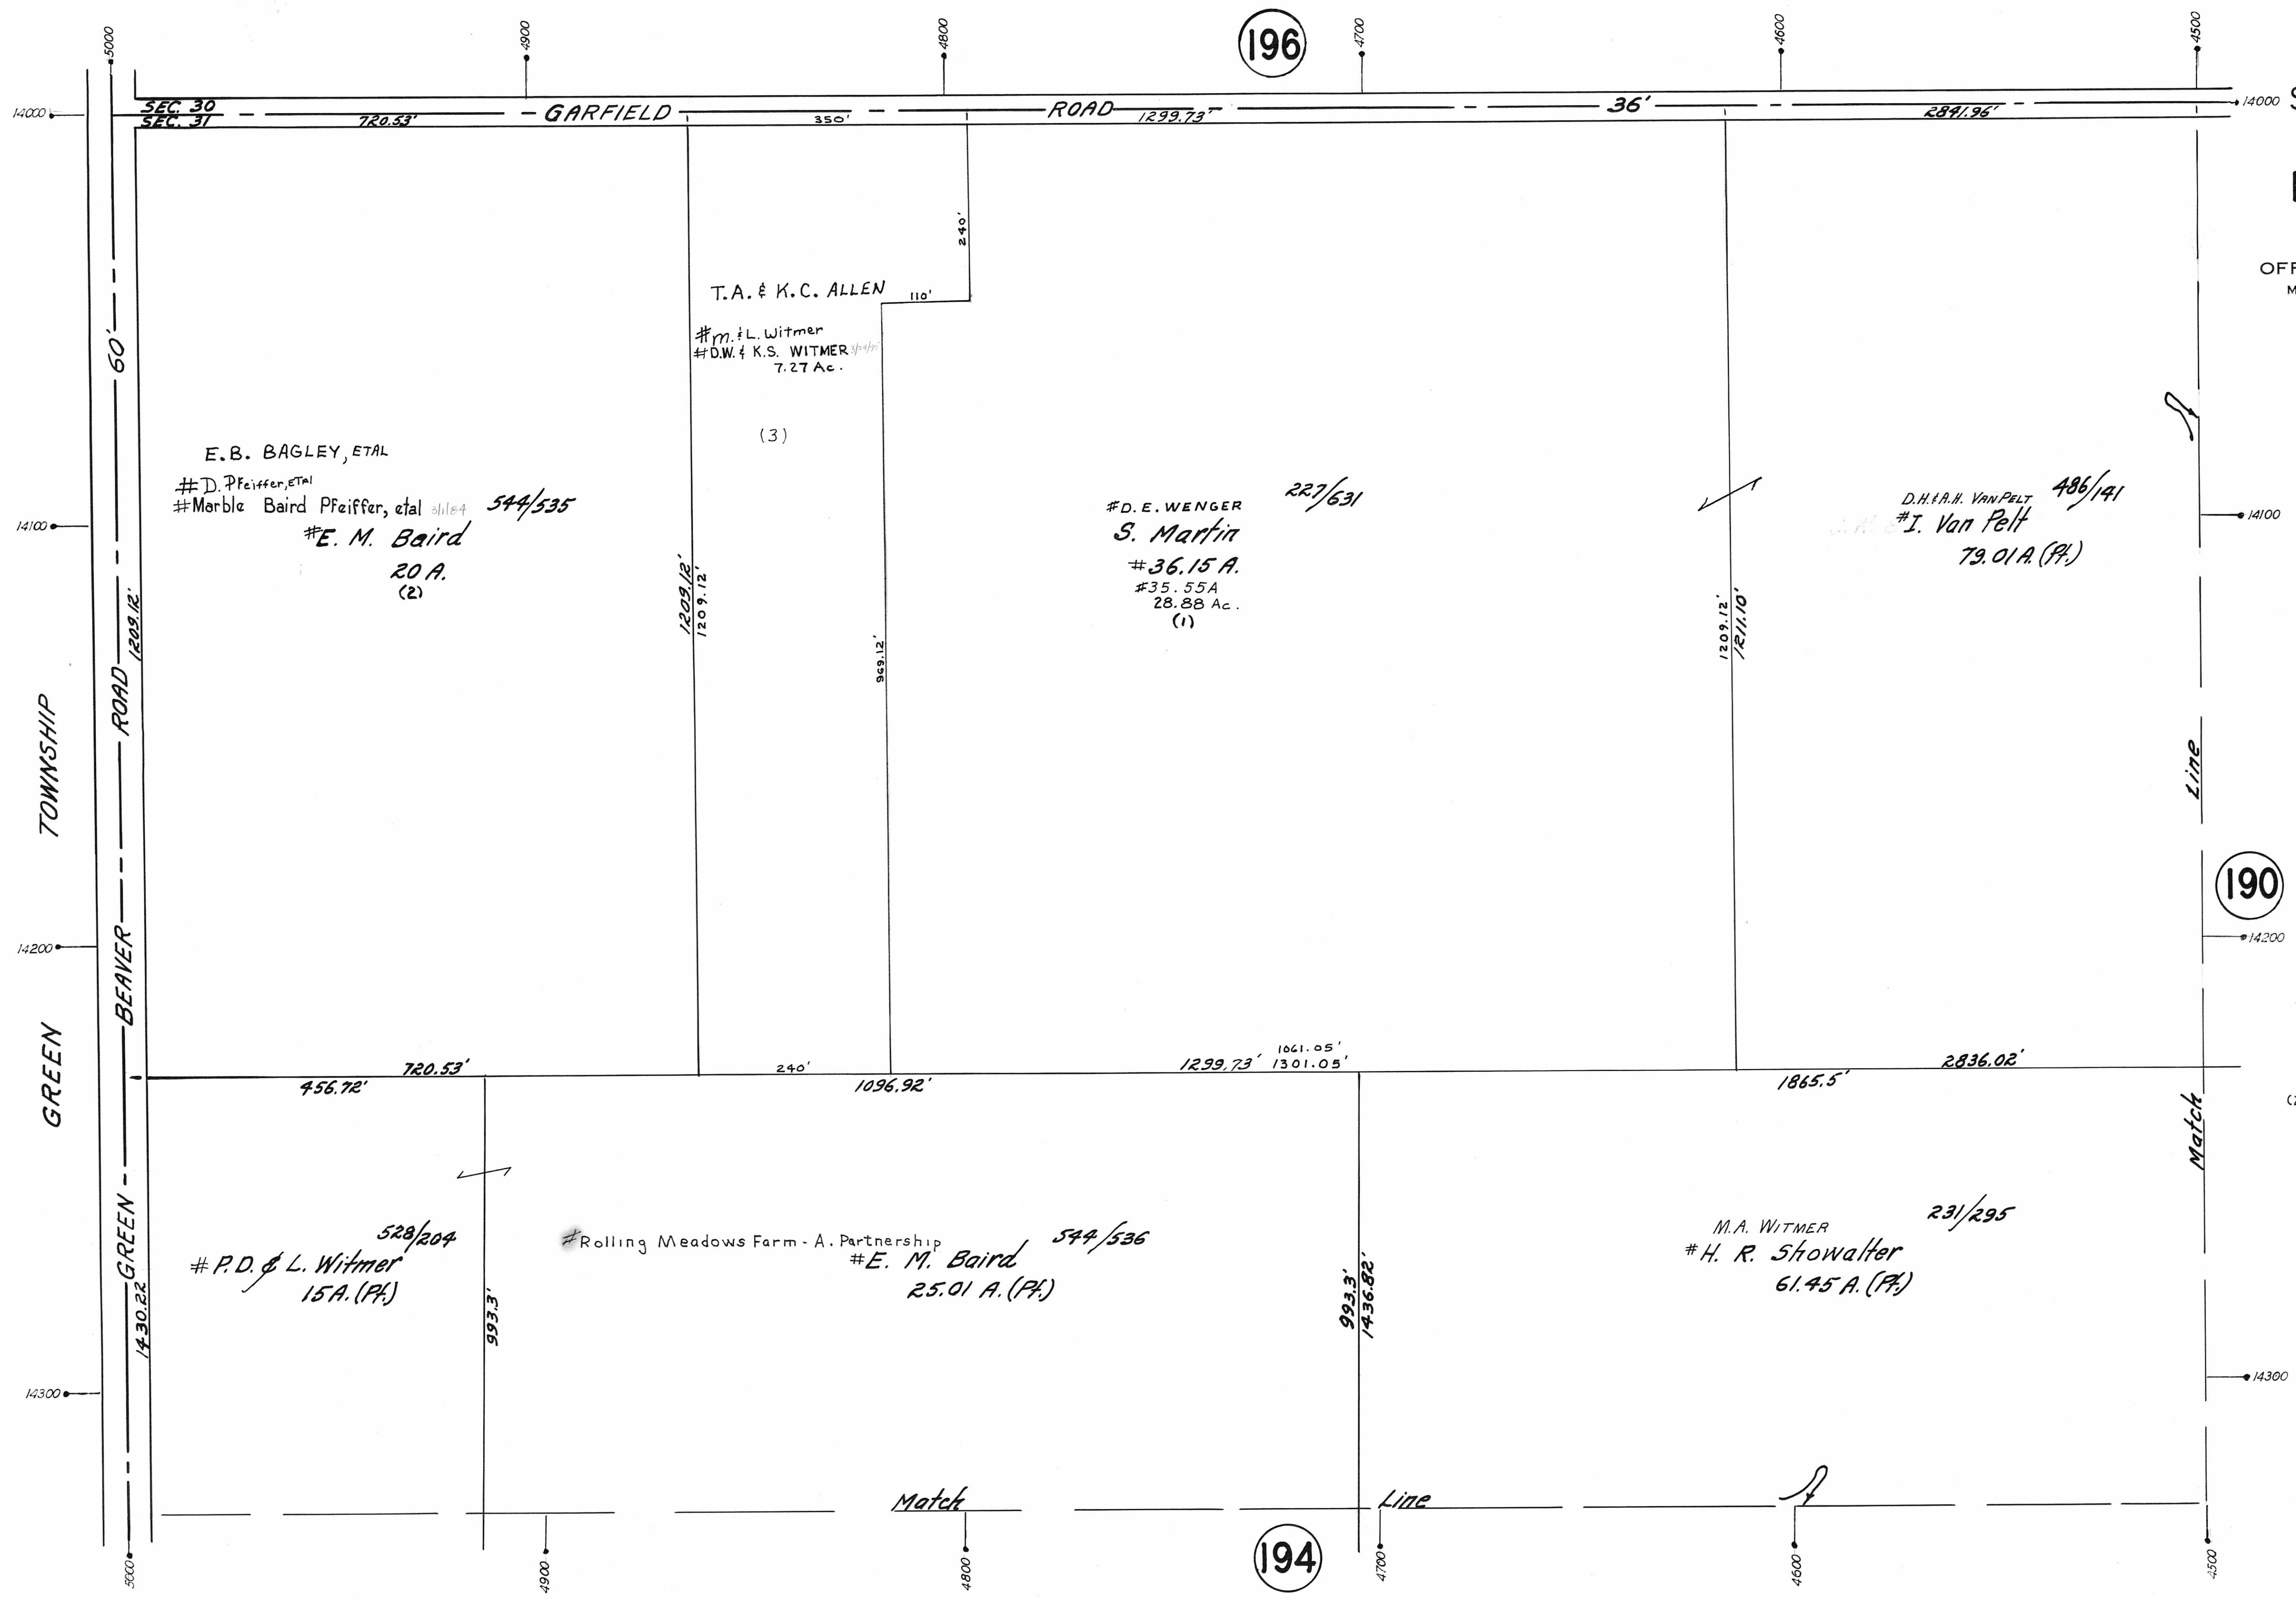 5000
4900
4800
196
4700
4600
4500
14000
SEC. 30
SEC. 31
720.53'
GARFIELD
350'
ROAD
1299.73'
36'
2841.96'
14000
240'
T.A. & K.C. ALLEN
110'
#M. & L. Witmer
#D.W. & K.S. WITMER
7.27 Ac.
(3)
OFF
60'
E.B. BAGLEY, ETAL
#D. Pfeiffer, ETAL
#Marble Baird Pfeiffer, etal 3/1/84
544/535
#E. M. Baird
20 A.
(2)
14100
227/631
#D.E. WENGER
S. Martin
#36.15 A.
#35.55A
28.88 Ac.
(1)
D.H. & A.H. VAN PELT
486/141
#I. Van Pelt
79.01 A. (Pt.)
14100
1209.12'
1209.12'
1209.12'
969.12'
1209.12'
1211.10'
ROAD
TOWNSHIP
Line
190
14200
14200
BEAVER
GREEN
720.53'
240'
1061.05'
1299.73' 1301.05'
2836.02'
456.72'
1096.92'
1865.5'
Match
528/204
#P.D. & L. Witmer
15 A. (Pt.)
#Rolling Meadows Farm - A. Partnership
544/536
#E. M. Baird
25.01 A. (Pt.)
M.A. WITMER
231/295
#H. R. Showalter
61.45 A. (Pt.)
GREEN
1430.22
993.3'
993.3'
1436.82'
14300
14300
Match
Line
5000
4900
4800
194
4700
4600
4500